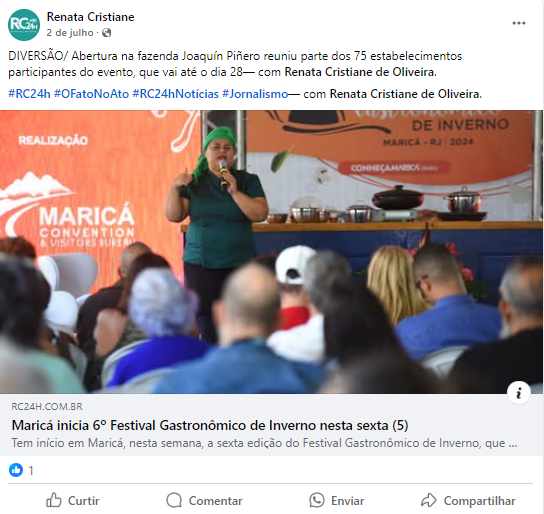 Renata Cristiane
2 de julho ·
DIVERSÃO/ Abertura na fazenda Joaquín Piñero reuniu parte dos 75 estabelecimentos
participantes do evento, que vai até o dia 28— com Renata Cristiane de Oliveira.
#RC24h #OFatoNoAto #RC24hNotícias #Jornalismo— com Renata Cristiane de Oliveira.
DE INVERNO
MARICÁ - RJ | 2024
REALIZAÇÃO
MARICÁ
CONVENTION
& VISITORS BUREAU
RC24H.COM.BR
Maricá inicia 6º Festival Gastronômico de Inverno nesta sexta (5)
Tem início em Maricá, nesta semana, a sexta edição do Festival Gastronômico de Inverno, que ...
1
Curtir
Comentar
Enviar
Compartilhar